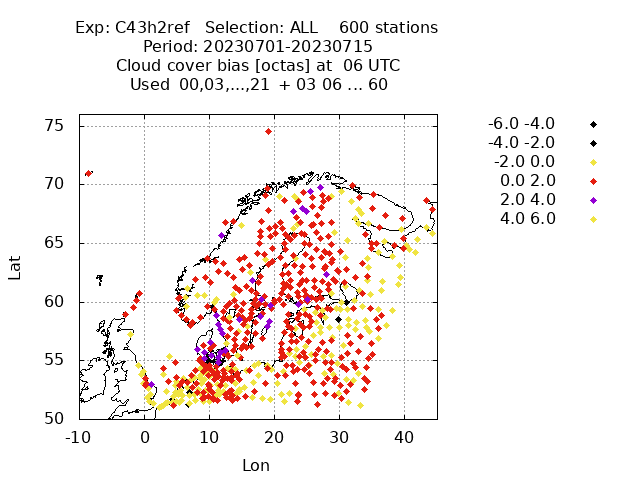 Exp: C43h2ref   Selection: ALL    600 stations
Period: 20230701-20230715
Cloud cover bias [octas] at  06 UTC
Used  00,03,...,21  + 03 06 ... 60
-6.0 -4.0
-4.0 -2.0
-2.0 0.0
0.0 2.0
2.0 4.0
4.0 6.0
75
70
65
60
55
50
Lat
-10 0 10 20 30 40
Lon